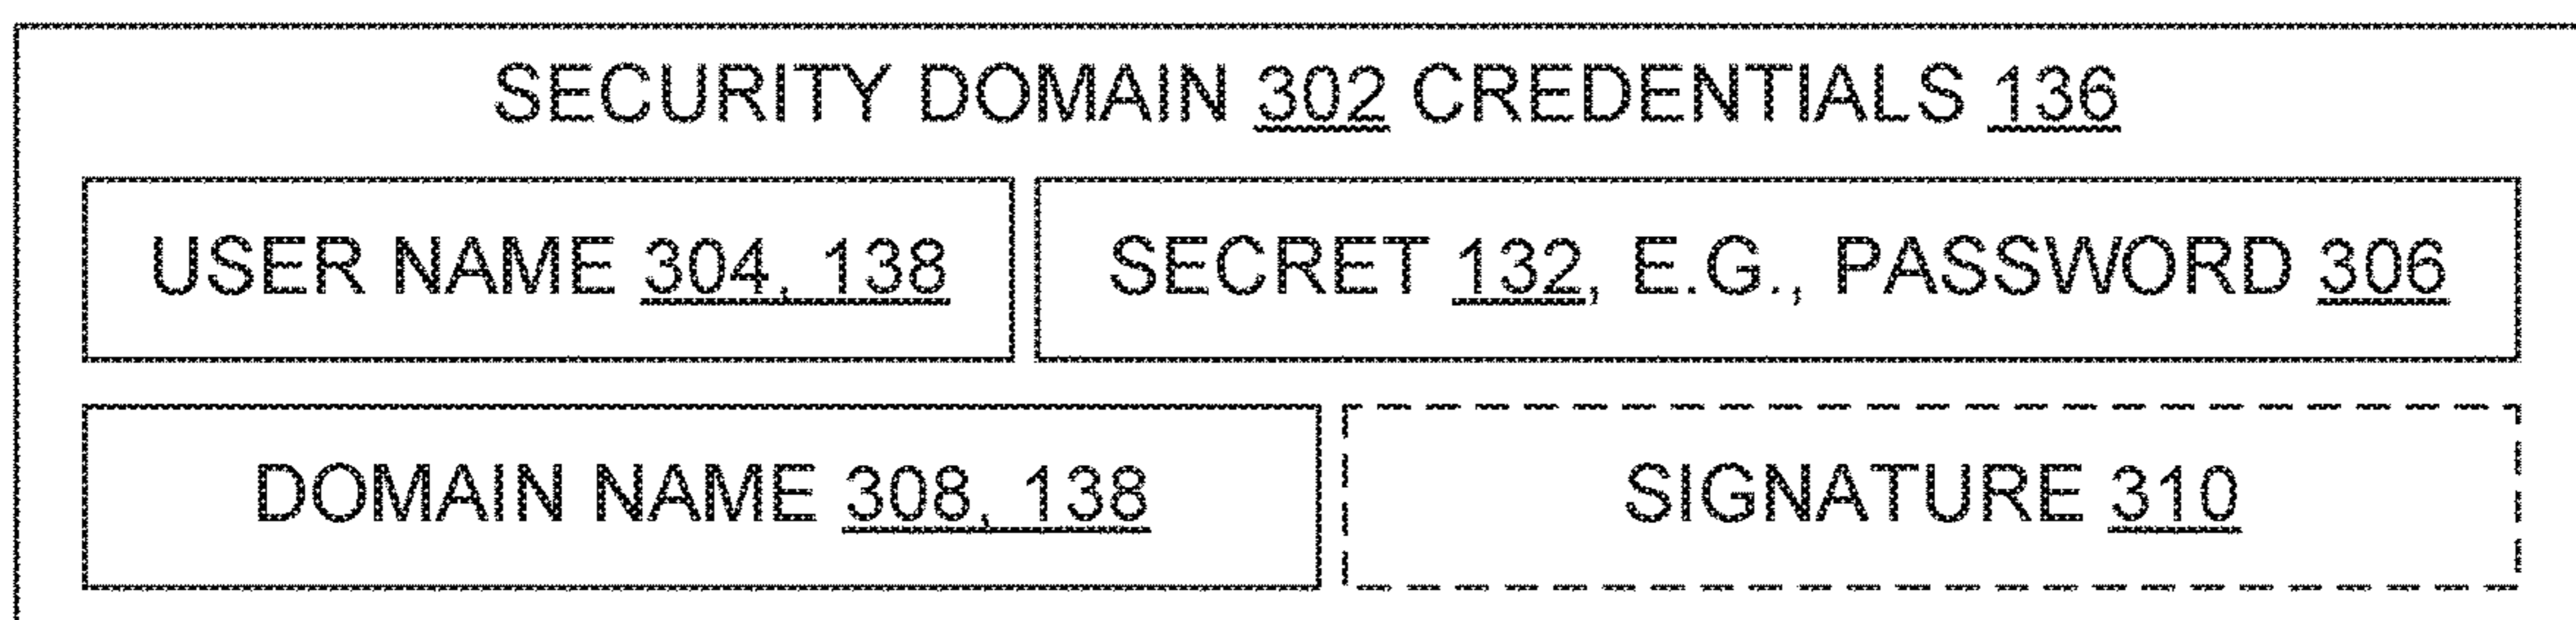 SECURITY DOMAIN 302 CREDENTIALS 136
USER NAME 304, 138
SECRET 132, E.G., PASSWORD 306
DOMAIN NAME 308, 138
SIGNATURE 310